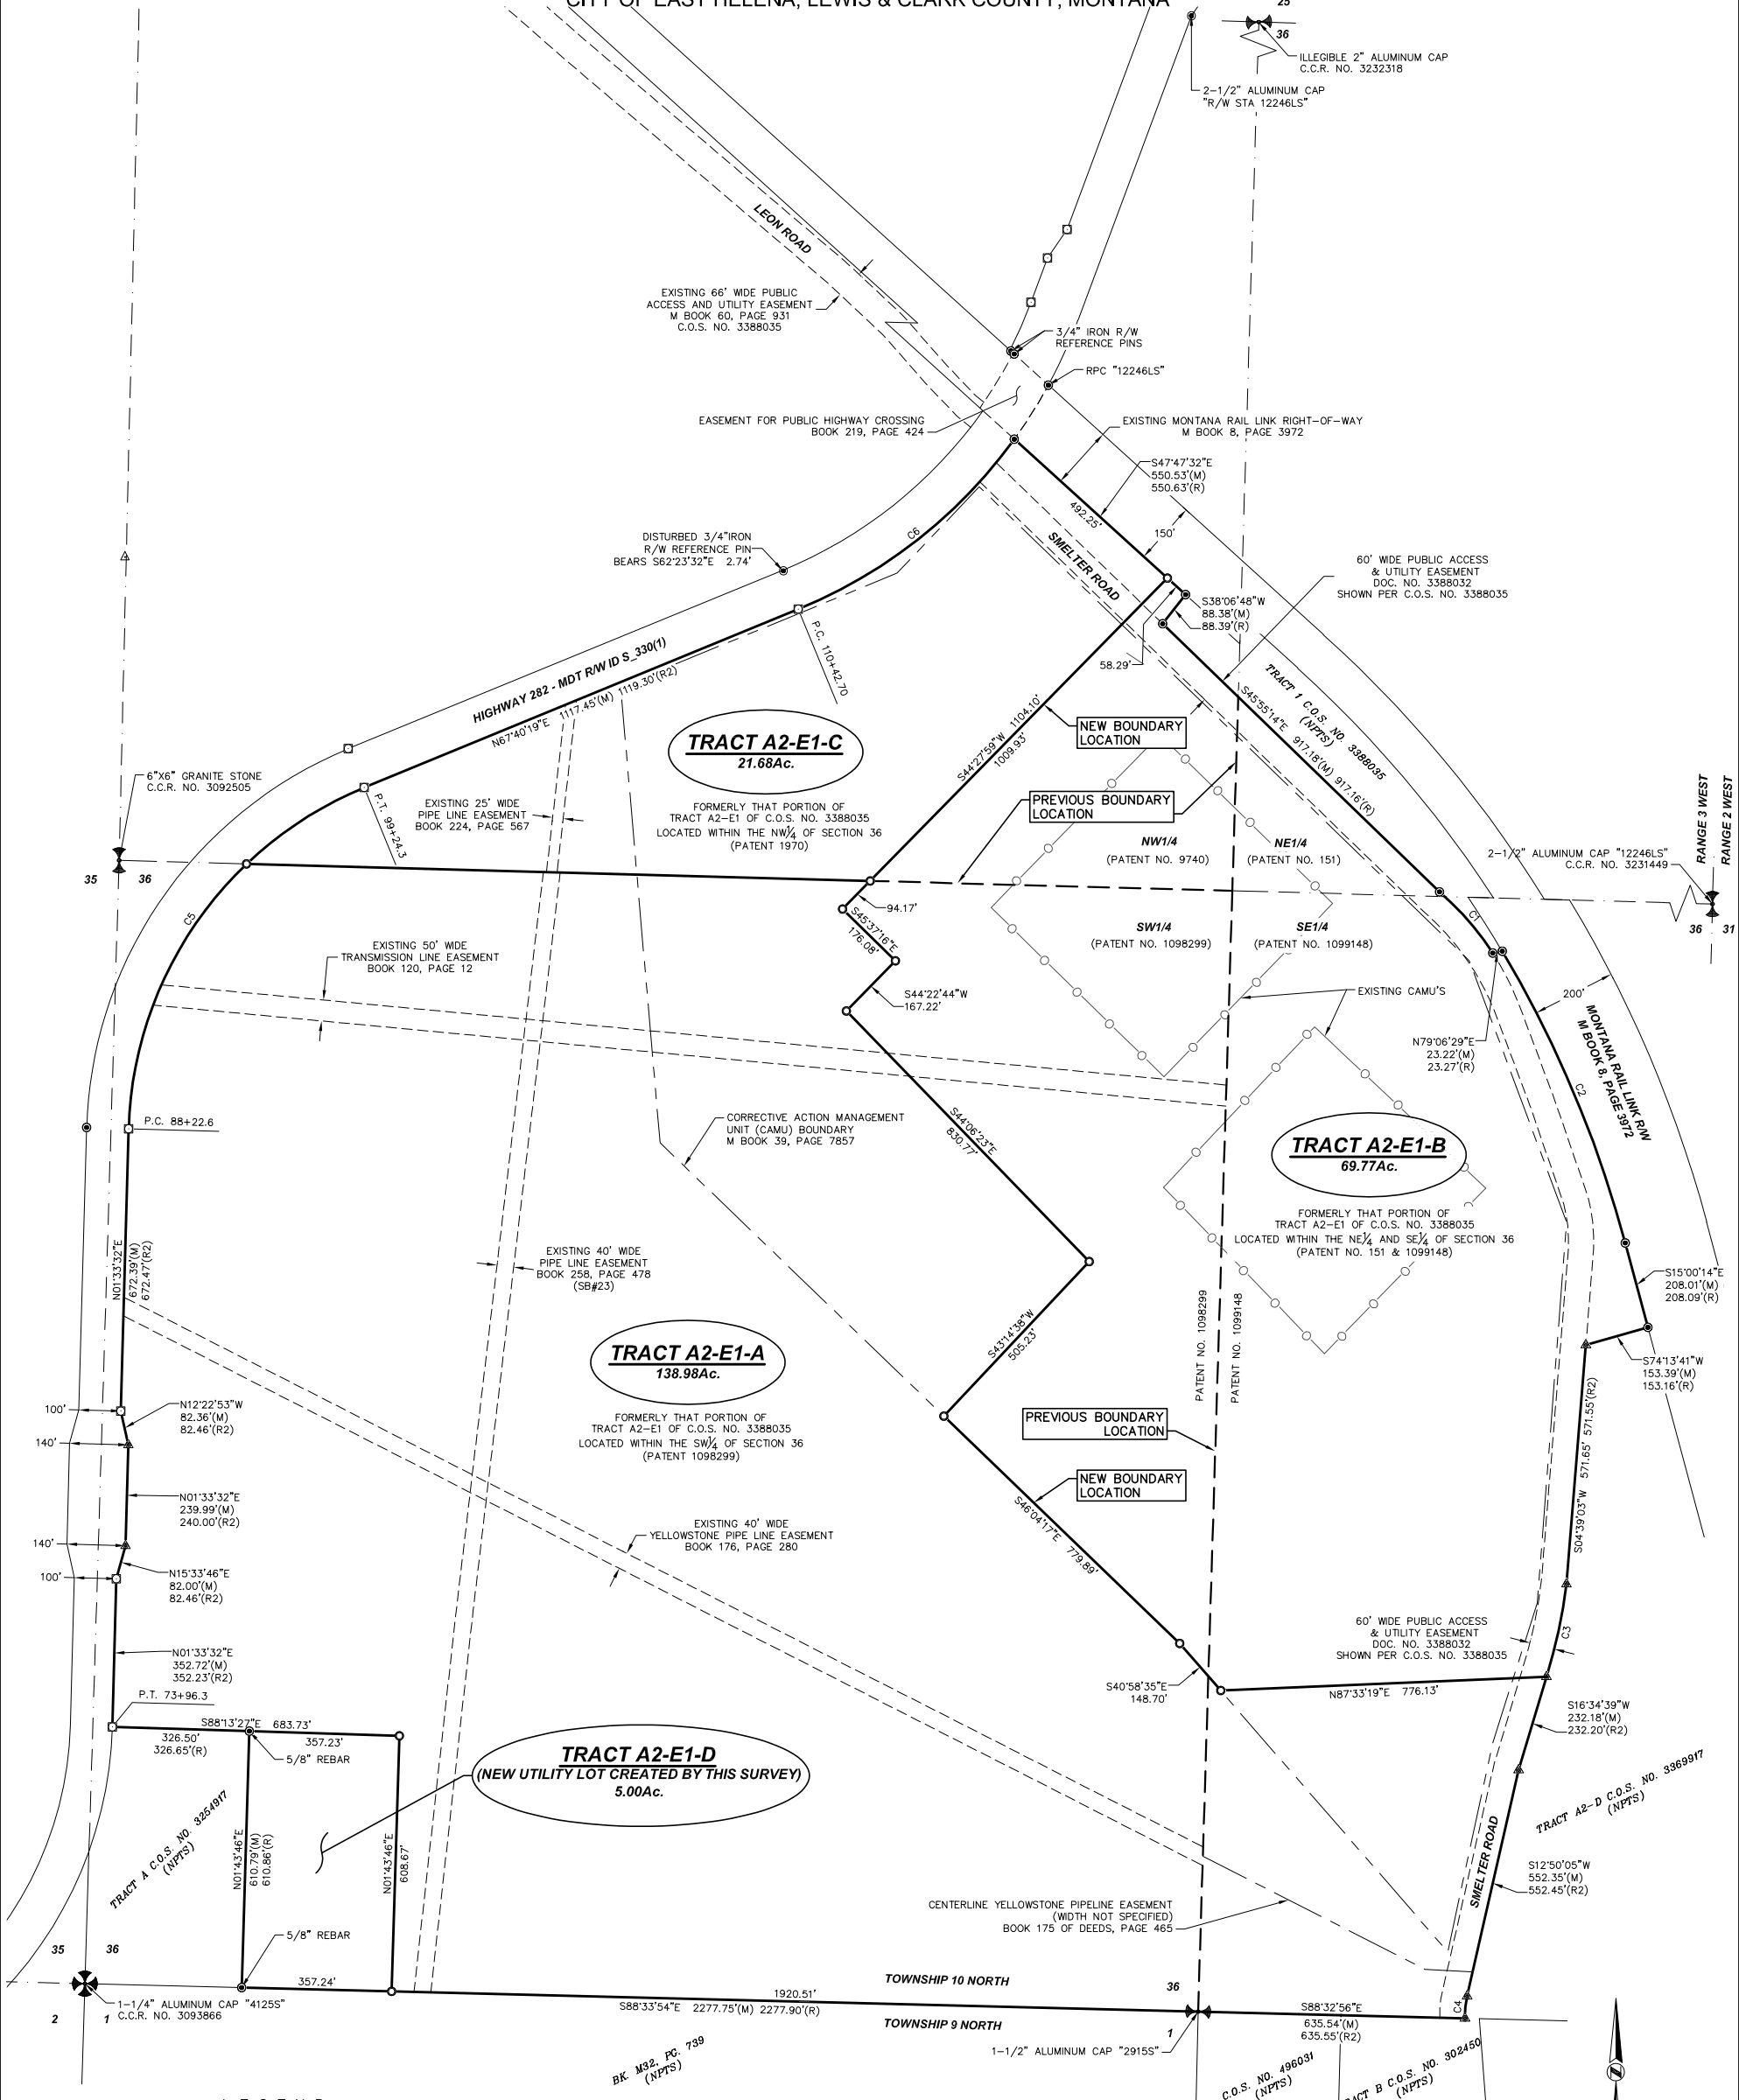 CITY OF EAST HELENA, LEWIS & CLARK COUNTY, MONTANA
25
36
ILLEGIBLE 2" ALUMINUM CAP
C.C.R. NO. 3232318
2-1/2" ALUMINUM CAP
"R/W STA 12246LS"
LEON ROAD
EXISTING 66' WIDE PUBLIC
ACCESS AND UTILITY EASEMENT
M BOOK 60, PAGE 931
C.O.S. NO. 3388035
3/4" IRON R/W
REFERENCE PINS
RPC "12246LS"
EASEMENT FOR PUBLIC HIGHWAY CROSSING
BOOK 219, PAGE 424
EXISTING MONTANA RAIL LINK RIGHT-OF-WAY
M BOOK 8, PAGE 3972
S47°47'32"E
550.53'(M)
550.63'(R)
492.25'
150'
C6
SMELTER ROAD
DISTURBED 3/4"IRON
R/W REFERENCE PIN
BEARS S62°23'32"E 2.74'
60' WIDE PUBLIC ACCESS
& UTILITY EASEMENT
DOC. NO. 3388032
SHOWN PER C.O.S. NO. 3388035
S38°06'48"W
88.38'(M)
88.39'(R)
58.29'
P.C. 110+42.70
HIGHWAY 282 - MDT R/W ID S_330(1)
N67°40'19"E 1117.45'(M) 1119.30'(R2)
TRACT 1 C.O.S. NO. 3388035
(NPTS)
S45°55'14"E 917.18'(M) 917.16'(R)
TRACT A2-E1-C
21.68Ac.
S44°27'59"W 1104.10'
1009.93'
NEW BOUNDARY
LOCATION
6"X6" GRANITE STONE
C.C.R. NO. 3092505
P.T. 99+24.3
EXISTING 25' WIDE
PIPE LINE EASEMENT
BOOK 224, PAGE 567
FORMERLY THAT PORTION OF
TRACT A2-E1 OF C.O.S. NO. 3388035
LOCATED WITHIN THE NW1/4 OF SECTION 36
(PATENT 1970)
PREVIOUS BOUNDARY
LOCATION
NW1/4
(PATENT NO. 9740)
NE1/4
(PATENT NO. 151)
RANGE 3 WEST
RANGE 2 WEST
2-1/2" ALUMINUM CAP "12246LS"
C.C.R. NO. 3231449
35
36
94.17'
S45°37'16"E
176.08'
C5
C1
SW1/4
(PATENT NO. 1098299)
SE1/4
(PATENT NO. 1099148)
36
31
EXISTING 50' WIDE
TRANSMISSION LINE EASEMENT
BOOK 120, PAGE 12
S44°22'44"W
167.22'
EXISTING CAMU'S
200'
MONTANA RAIL LINK R/W
M BOOK 8, PAGE 3972
N79°06'29"E
23.22'(M)
23.27'(R)
C2
P.C. 88+22.6
CORRECTIVE ACTION MANAGEMENT
UNIT (CAMU) BOUNDARY
M BOOK 39, PAGE 7857
S44°06'23"E
830.77'
TRACT A2-E1-B
69.77Ac.
FORMERLY THAT PORTION OF
TRACT A2-E1 OF C.O.S. NO. 3388035
LOCATED WITHIN THE NE1/4 AND SE1/4 OF SECTION 36
(PATENT NO. 151 & 1099148)
N01°33'32"E
672.39'(M)
672.47'(R2)
EXISTING 40' WIDE
PIPE LINE EASEMENT
BOOK 258, PAGE 478
(SB#23)
S15°00'14"E
208.01'(M)
208.09'(R)
PATENT NO. 1098299
PATENT NO. 1099148
TRACT A2-E1-A
138.98Ac.
S43°14'38"W
505.23'
S74°13'41"W
153.39'(M)
153.16'(R)
100'
N12°22'53"W
82.36'(M)
82.46'(R2)
FORMERLY THAT PORTION OF
TRACT A2-E1 OF C.O.S. NO. 3388035
LOCATED WITHIN THE SW1/4 OF SECTION 36
(PATENT 1098299)
PREVIOUS BOUNDARY
LOCATION
140'
S04°39'03"W 571.65' 571.55'(R2)
NEW BOUNDARY
LOCATION
N01°33'32"E
239.99'(M)
240.00'(R2)
S46°04'17"E 779.89'
EXISTING 40' WIDE
YELLOWSTONE PIPE LINE EASEMENT
BOOK 176, PAGE 280
140'
100'
N15°33'46"E
82.00'(M)
82.46'(R2)
60' WIDE PUBLIC ACCESS
& UTILITY EASEMENT
DOC. NO. 3388032
SHOWN PER C.O.S. NO. 3388035
C3
N01°33'32"E
352.72'(M)
352.23'(R2)
S40°58'35"E
148.70'
N87°33'19"E 776.13'
P.T. 73+96.3
S16°34'39"W
232.18'(M)
232.20'(R2)
S88°13'27"E 683.73'
326.50'
326.65'(R)
357.23'
5/8" REBAR
TRACT A2-E1-D
(NEW UTILITY LOT CREATED BY THIS SURVEY)
5.00Ac.
TRACT A2-D C.O.S. NO. 3369917
(NPTS)
TRACT A C.O.S. NO. 3254917
(NPTS)
N01°43'46"E
610.79'(M)
610.86'(R)
N01°43'46"E
608.67'
SMELTER ROAD
S12°50'05"W
552.35'(M)
552.45'(R2)
CENTERLINE YELLOWSTONE PIPELINE EASEMENT
(WIDTH NOT SPECIFIED)
BOOK 175 OF DEEDS, PAGE 465
5/8" REBAR
35
36
357.24'
TOWNSHIP 10 NORTH
36
1920.51'
S88°33'54"E 2277.75'(M) 2277.90'(R)
TOWNSHIP 9 NORTH
S88°32'56"E
635.54'(M)
635.55'(R2)
C4
1-1/4" ALUMINUM CAP "4125S"
C.C.R. NO. 3093866
2
1
1
1-1/2" ALUMINUM CAP "2915S"
BK. M32, PG. 739
(NPTS)
C.O.S. NO. 496031
(NPTS)
B C.O.S. NO. 302450
(NPTS)